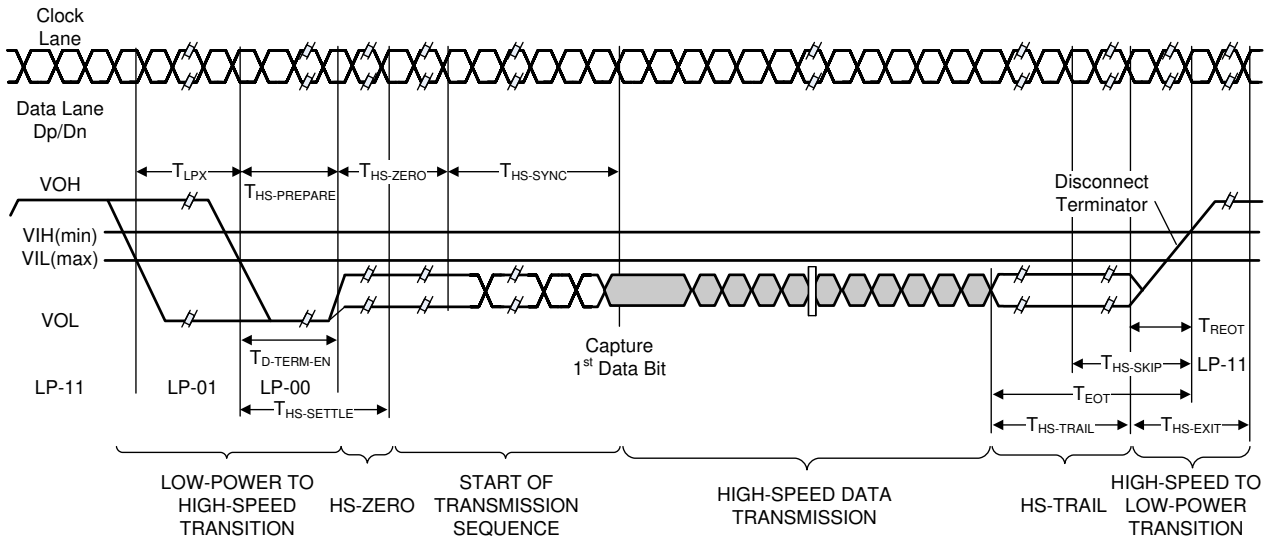 Clock
Lane
Data Lane
Dp/Dn
TLPX
THS-PREPARE
THS-ZERO
THS-SYNC
VOH
Disconnect
Terminator
VIH(min)
VIL(max)
VOL
TD-TERM-EN
Capture
1st Data Bit
TREOT
THS-SKIP
LP-11
LP-11
LP-01
LP-00
TEOT
THS-SETTLE
THS-TRAIL
THS-EXIT
LOW-POWER TO
HIGH-SPEED
TRANSITION
HS-ZERO
START OF
TRANSMISSION
SEQUENCE
HIGH-SPEED DATA
TRANSMISSION
HS-TRAIL
HIGH-SPEED TO
LOW-POWER
TRANSITION